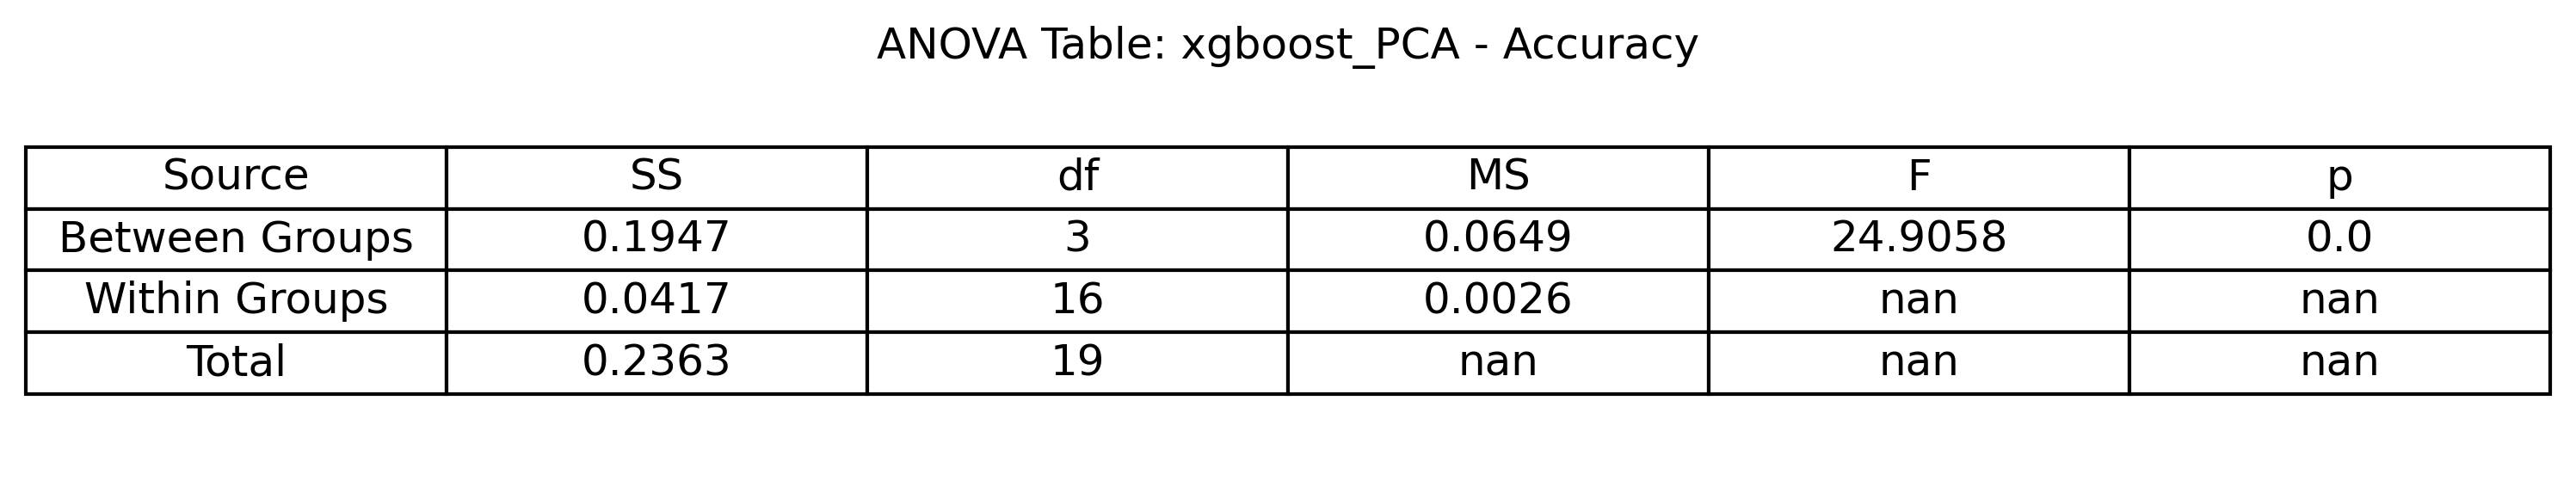 ANOVA Table: xgboost_PCA - Accuracy
Source SS df MS F p
Between Groups 0.1947 3 0.0649 24.9058 0.0
Within Groups 0.0417 16 0.0026 nan nan
Total 0.2363 19 nan nan nan